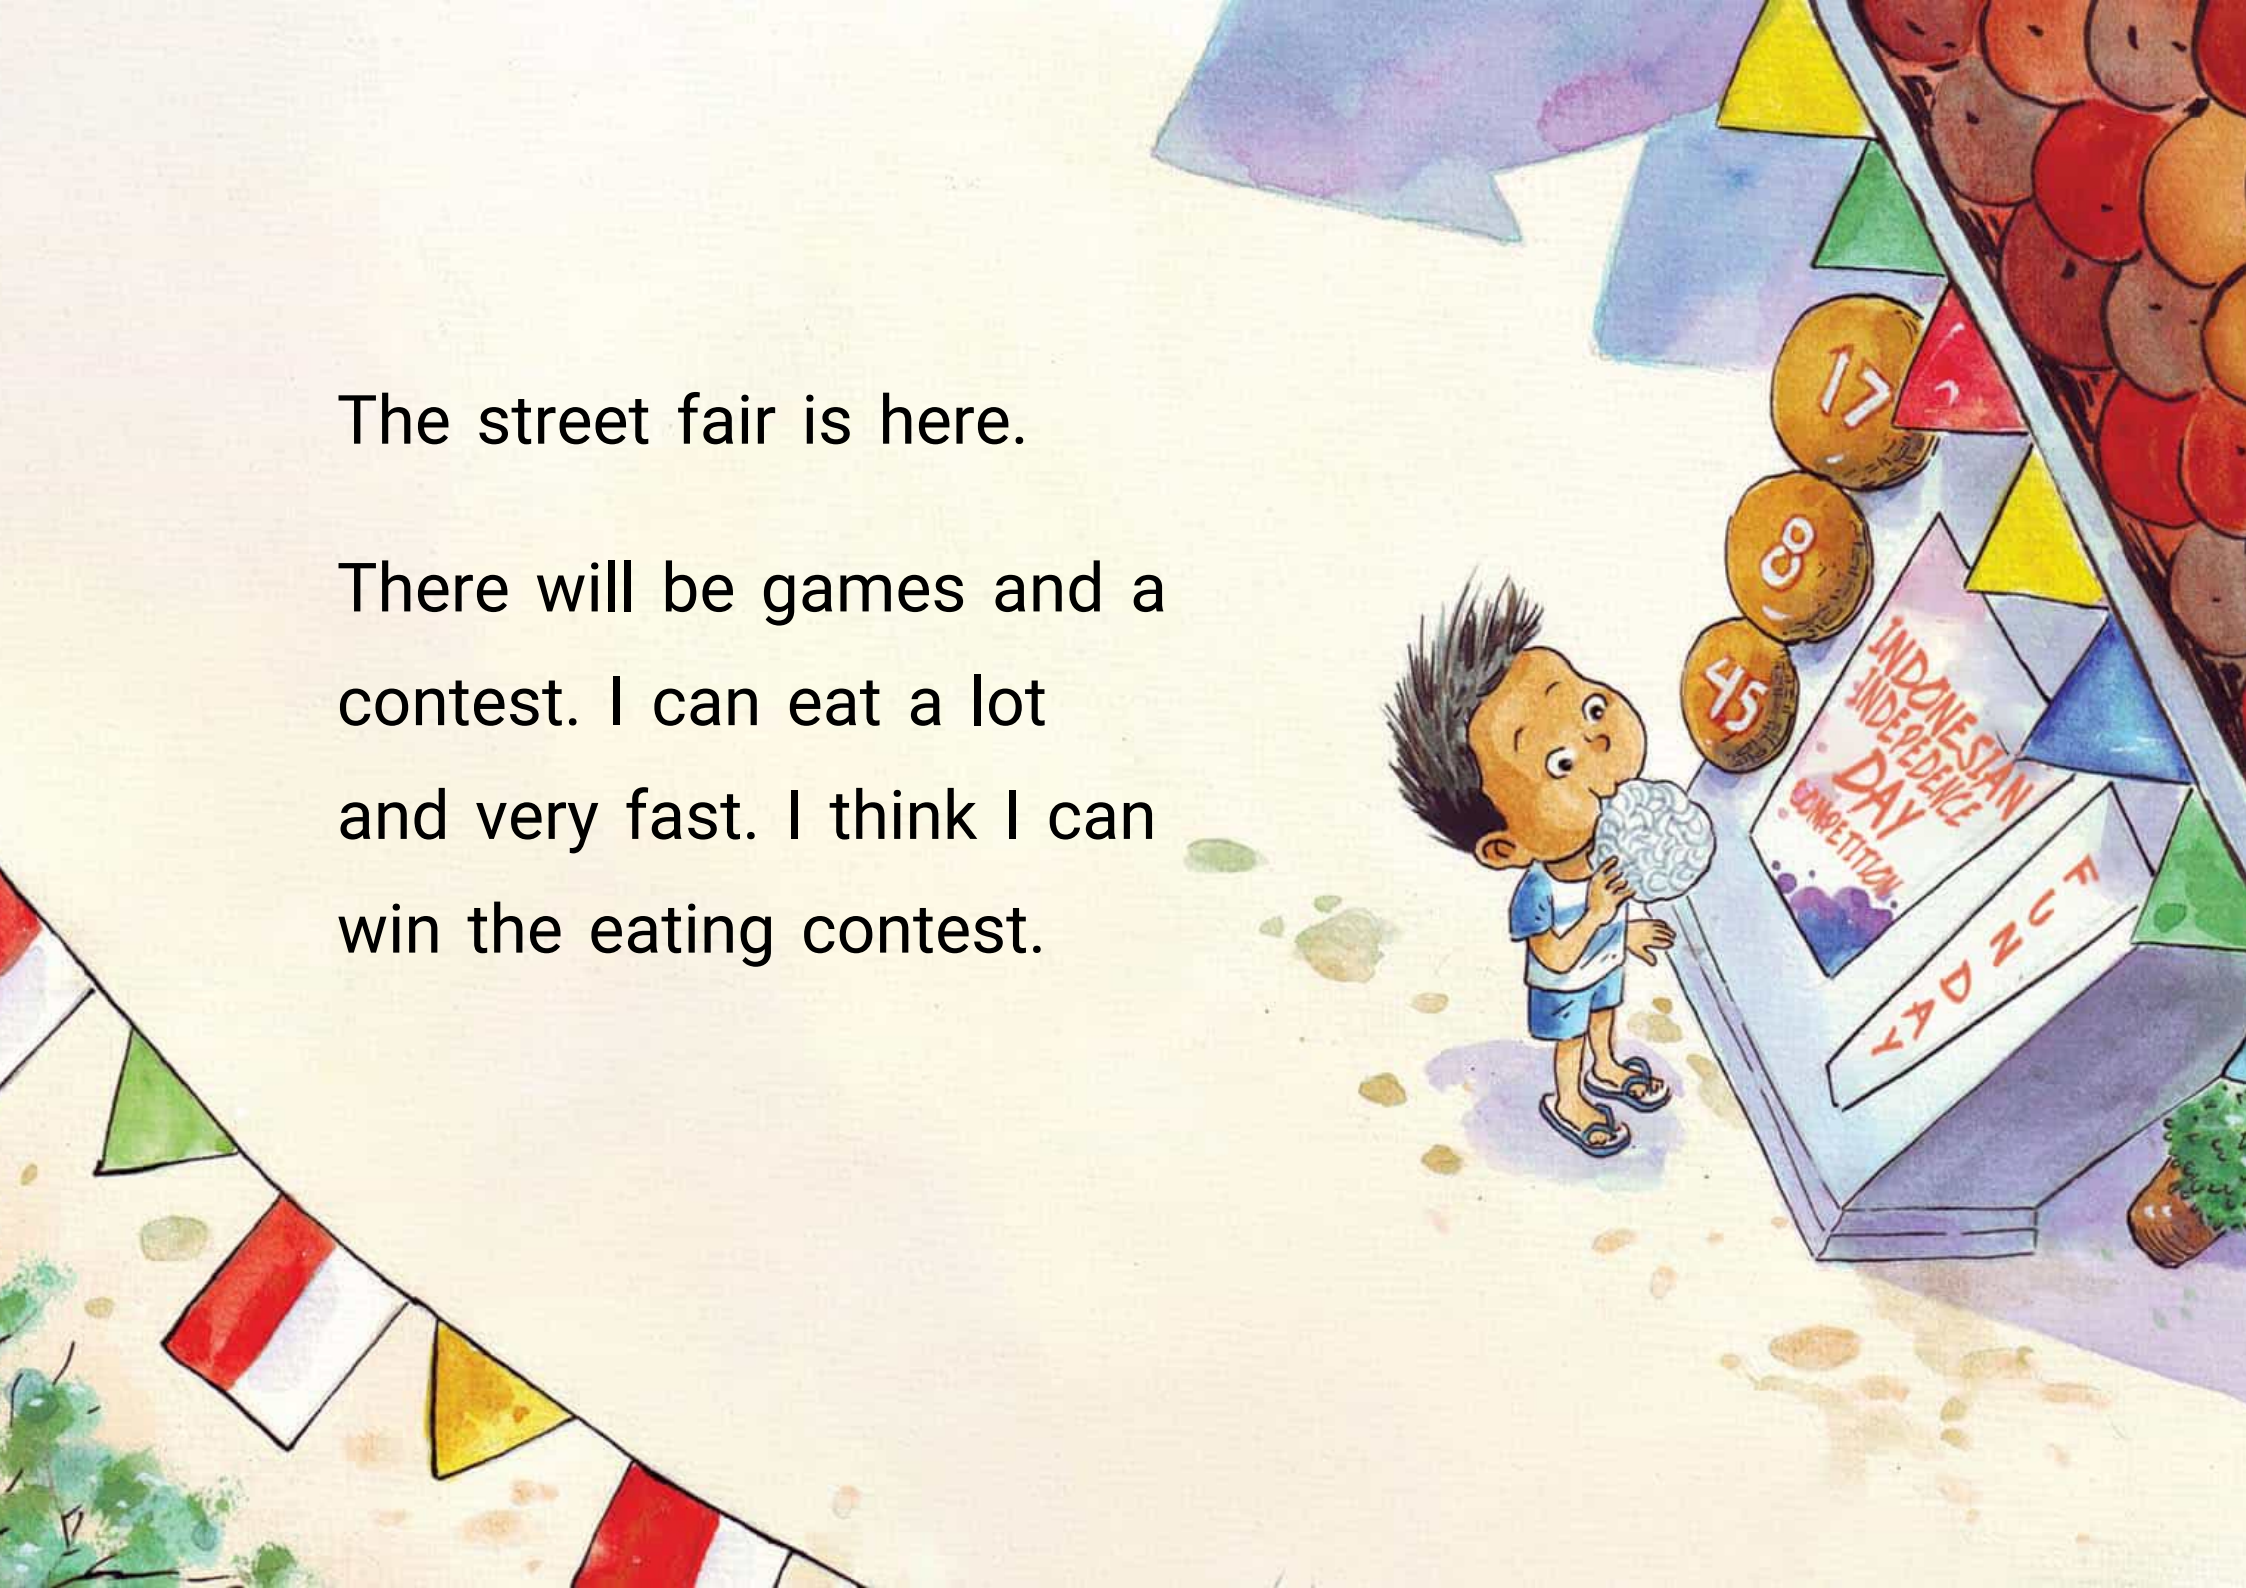 The street fair is here.
There will be games and a
contest. I can eat a lot
and very fast. I think I can
win the eating contest.
17
8
45
INDONESIAN
INDEPEDENCE
DAY
COMPETITION
FUN DAY